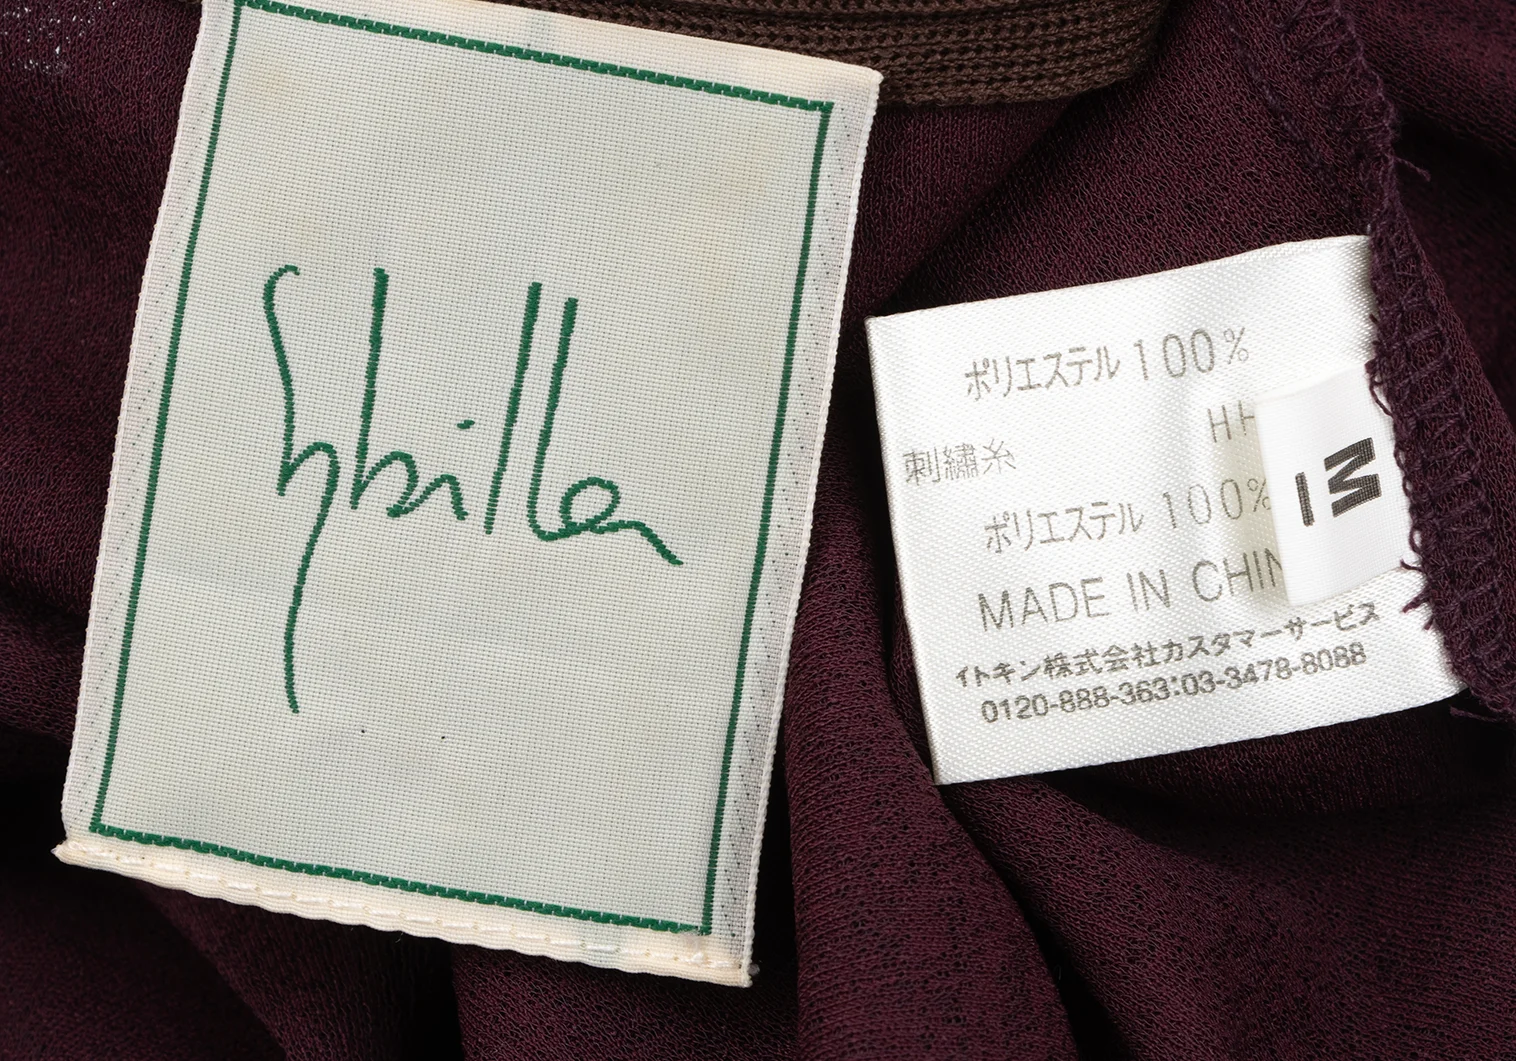 Sybilla
ポリエステル 100%
HH
刺繍糸
ポリエステル 100%
MADE IN CHIN
M
イトキン株式会社カスタマーサービス
0120-888-363:03-3478-8088